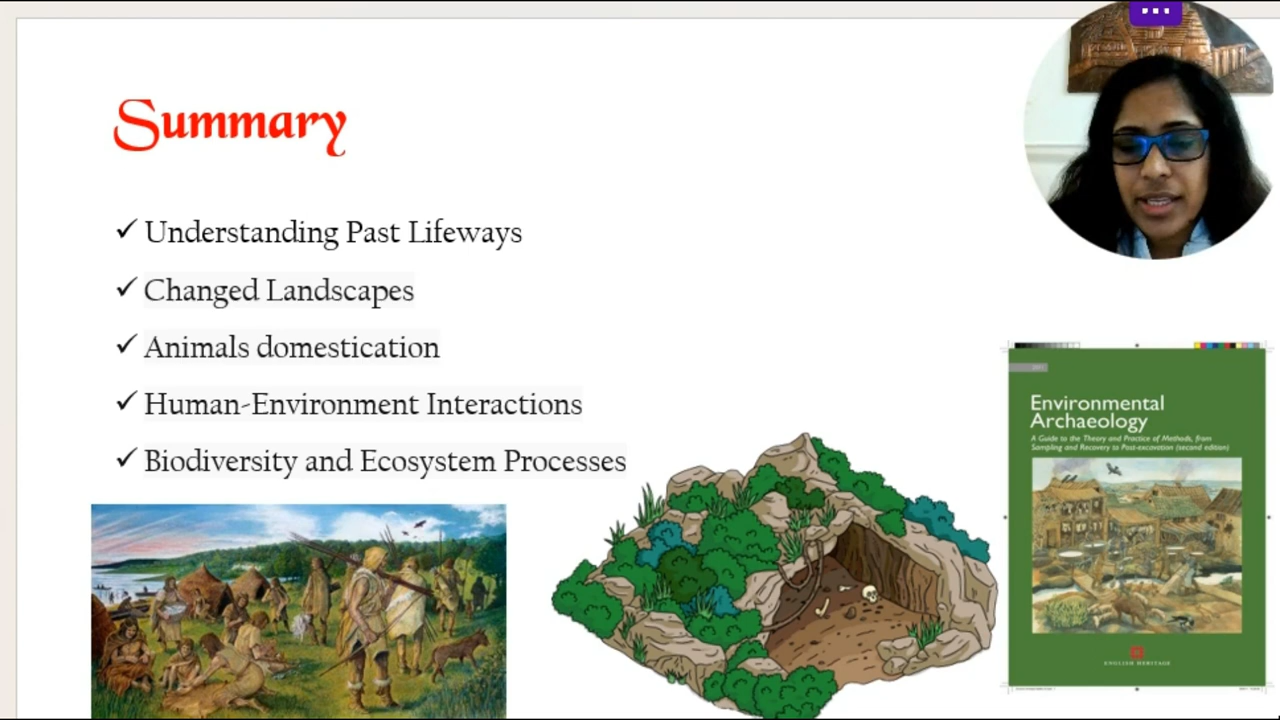 Summary
✓ Understanding Past Lifeways
✓ Changed Landscapes
✓ Animals domestication
✓ Human-Environment Interactions
✓ Biodiversity and Ecosystem Processes
Environmental
Archaeology
A Guide to the Theory and Practice of Methods, from
Sampling and Recovery to Post-excavation (second edition)
ENGLISH HERITAGE